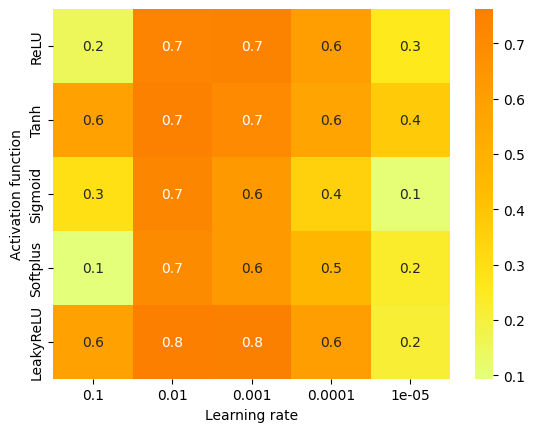 Activation function
ReLU 0.2 0.7 0.7 0.6 0.3
Tanh 0.6 0.7 0.7 0.6 0.4
Sigmoid 0.3 0.7 0.6 0.4 0.1
Softplus 0.1 0.7 0.6 0.5 0.2
LeakyReLU 0.6 0.8 0.8 0.6 0.2
0.1 0.01 0.001 0.0001 1e-05
Learning rate
0.7
0.6
0.5
0.4
0.3
0.2
0.1